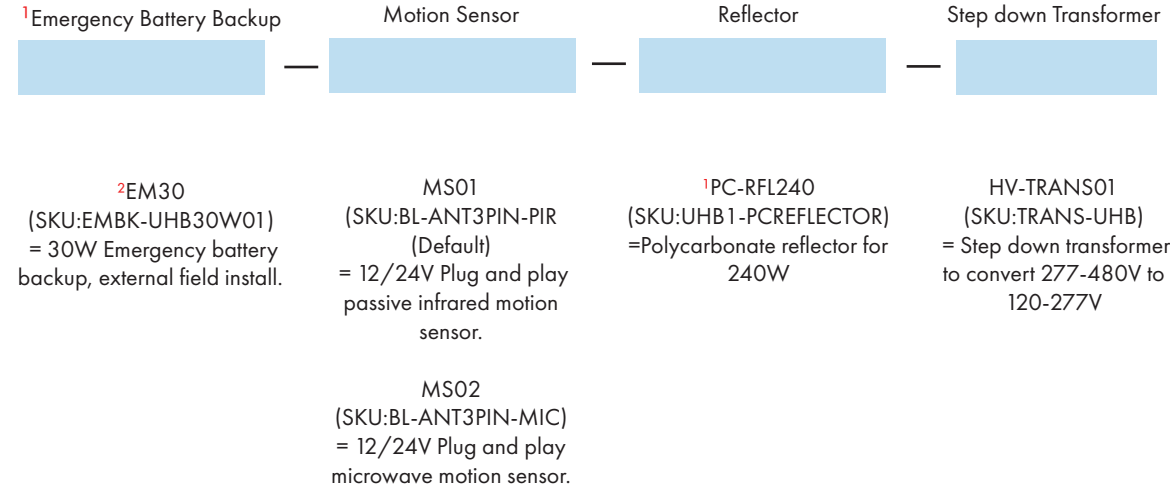 ¹Emergency Battery Backup
Motion Sensor
Reflector
Step down Transformer
— — —
²EM30
(SKU:EMBK-UHB30W01)
= 30W Emergency battery
backup, external field install.
MS01
(SKU:BL-ANT3PIN-PIR
(Default)
= 12/24V Plug and play
passive infrared motion
sensor.
MS02
(SKU:BL-ANT3PIN-MIC)
= 12/24V Plug and play
microwave motion sensor.
¹PC-RFL240
(SKU:UHB1-PCREFLECTOR)
=Polycarbonate reflector for
240W
HV-TRANS01
(SKU:TRANS-UHB)
= Step down transformer
to convert 277-480V to
120-277V